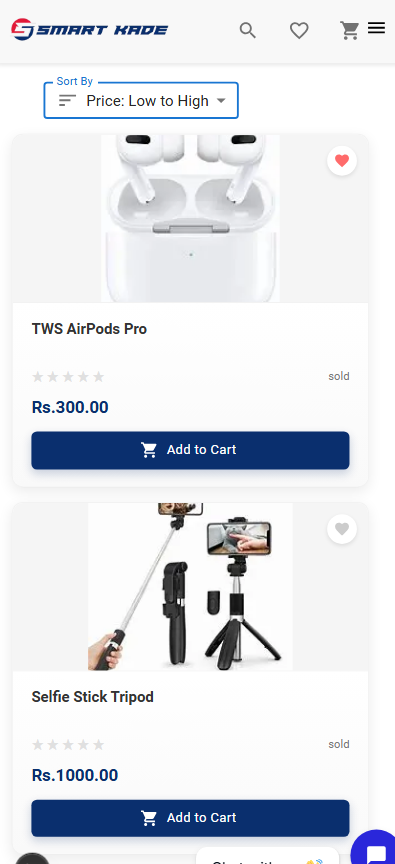 SMART KADE
Sort By
Price: Low to High
TWS AirPods Pro
sold
Rs.300.00
Add to Cart
Selfie Stick Tripod
sold
Rs.1000.00
Add to Cart